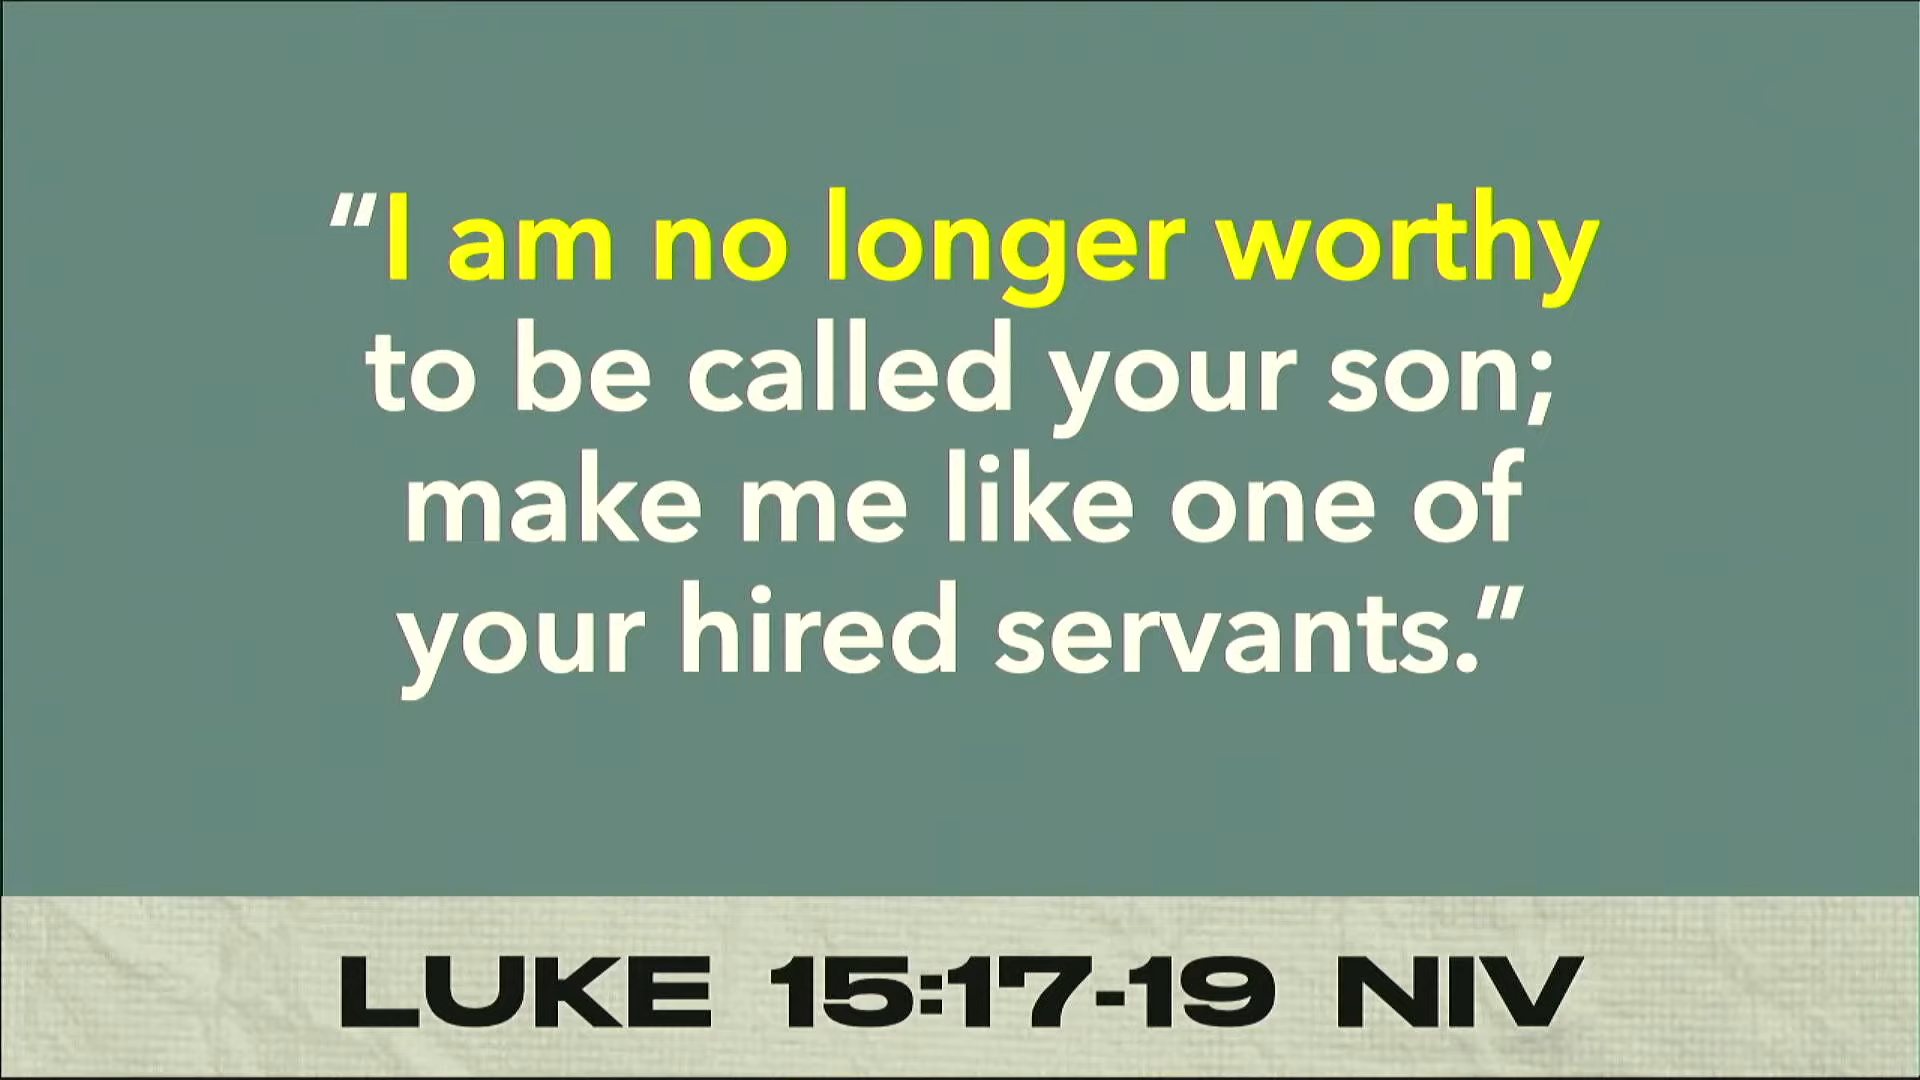 “I am no longer worthy
to be called your son;
make me like one of
your hired servants.”
LUKE 15:17-19 NIV